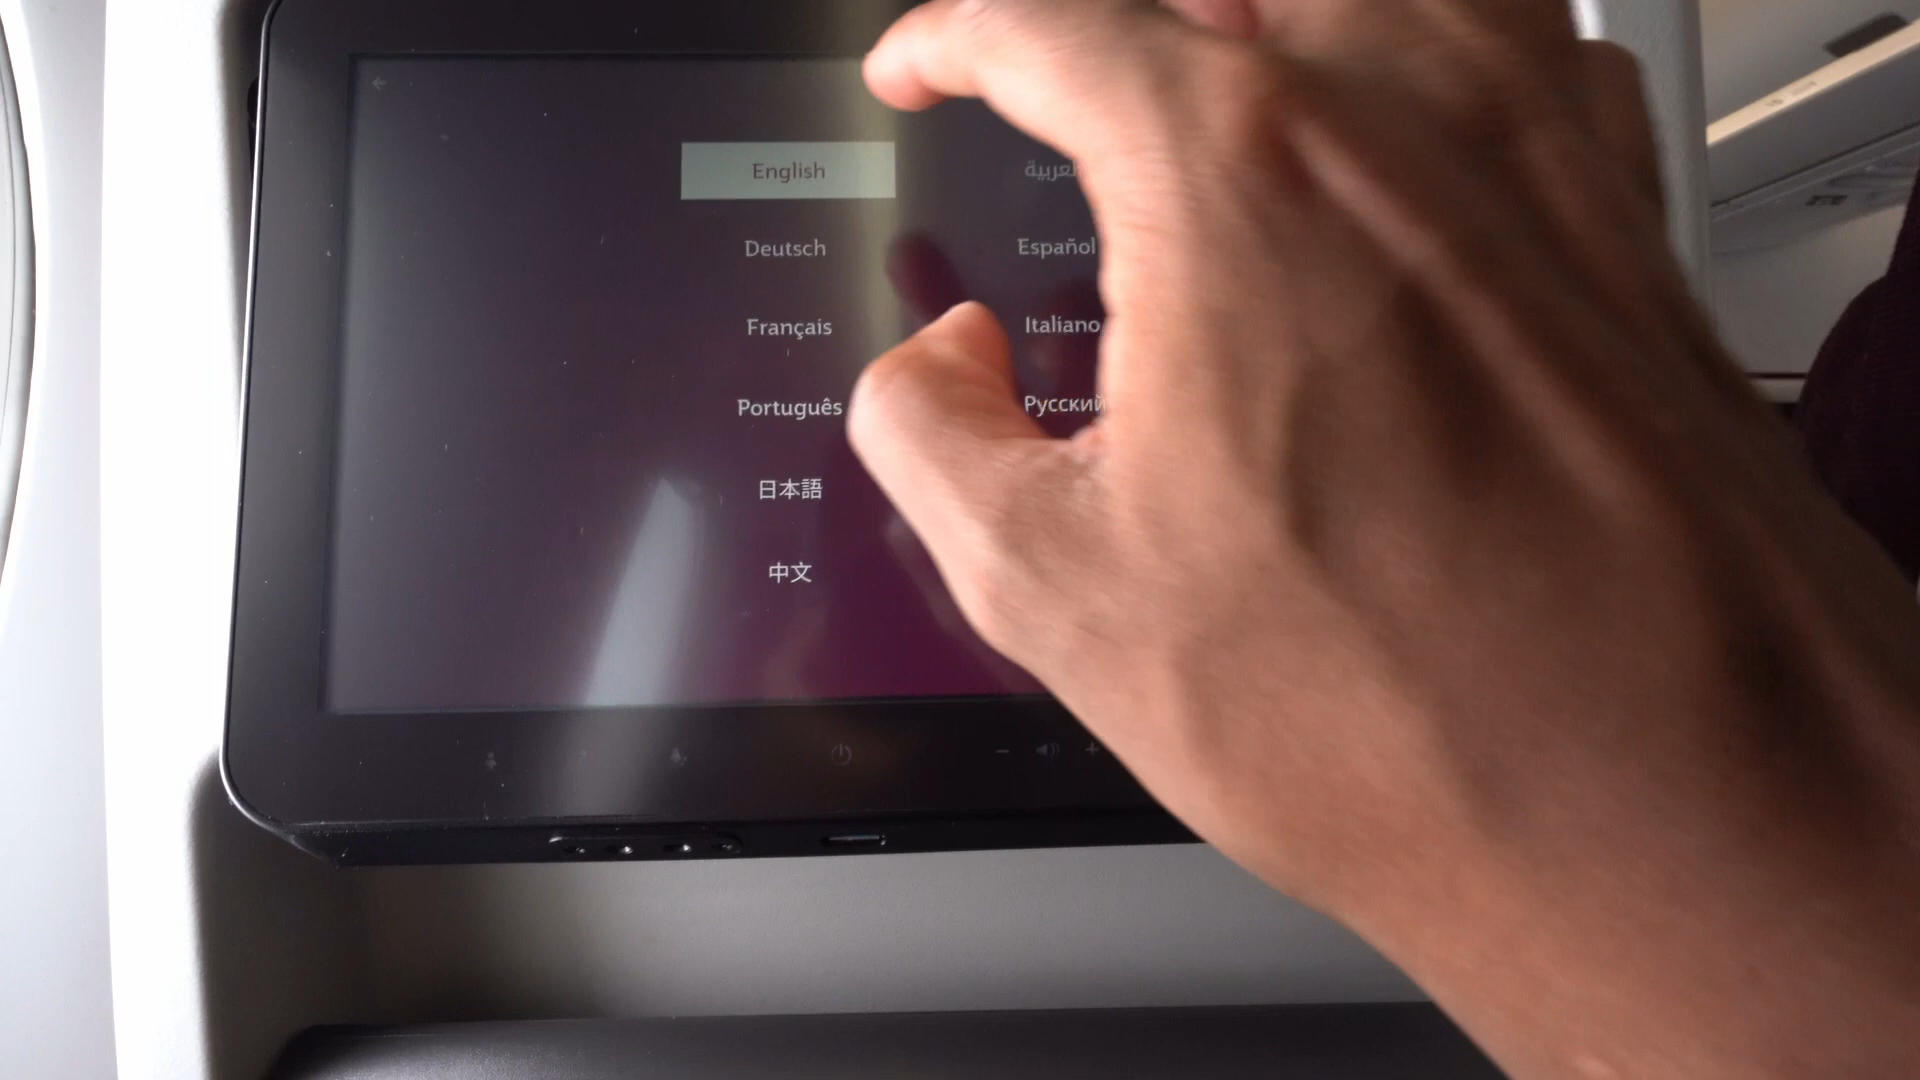 English
العربية
Deutsch
Español
Français
Italiano
Português
Русский
日本語
中文